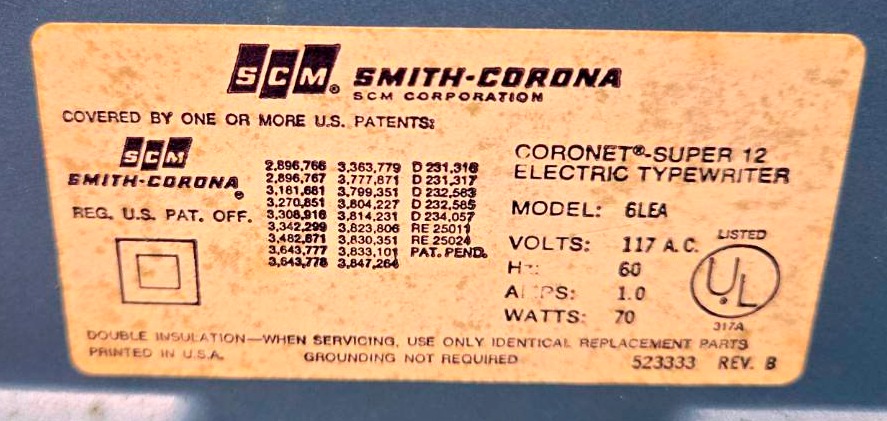 SCM® SMITH-CORONA
SCM CORPORATION
COVERED BY ONE OR MORE U.S. PATENTS:
SCM
SMITH-CORONA®
REG. U.S. PAT. OFF.
2,896,766 3,363,779 D 231,316
2,896,767 3,777,871 D 231,317
3,181,681 3,799,351 D 232,583
3,270,851 3,804,227 D 232,585
3,308,916 3,814,231 D 234,057
3,342,299 3,823,806 RE 25011
3,482,871 3,830,351 RE 25024
3,643,777 3,833,101 PAT. PEND.
3,643,778 3,847,264
CORONET®-SUPER 12
ELECTRIC TYPEWRITER
MODEL: 6LEA
VOLTS: 117 A.C.
60
1.0
WATTS: 70
LISTED
UL
317A
DOUBLE INSULATION—WHEN SERVICING, USE ONLY IDENTICAL REPLACEMENT PARTS
PRINTED IN U.S.A. GROUNDING NOT REQUIRED 523333 REV. B